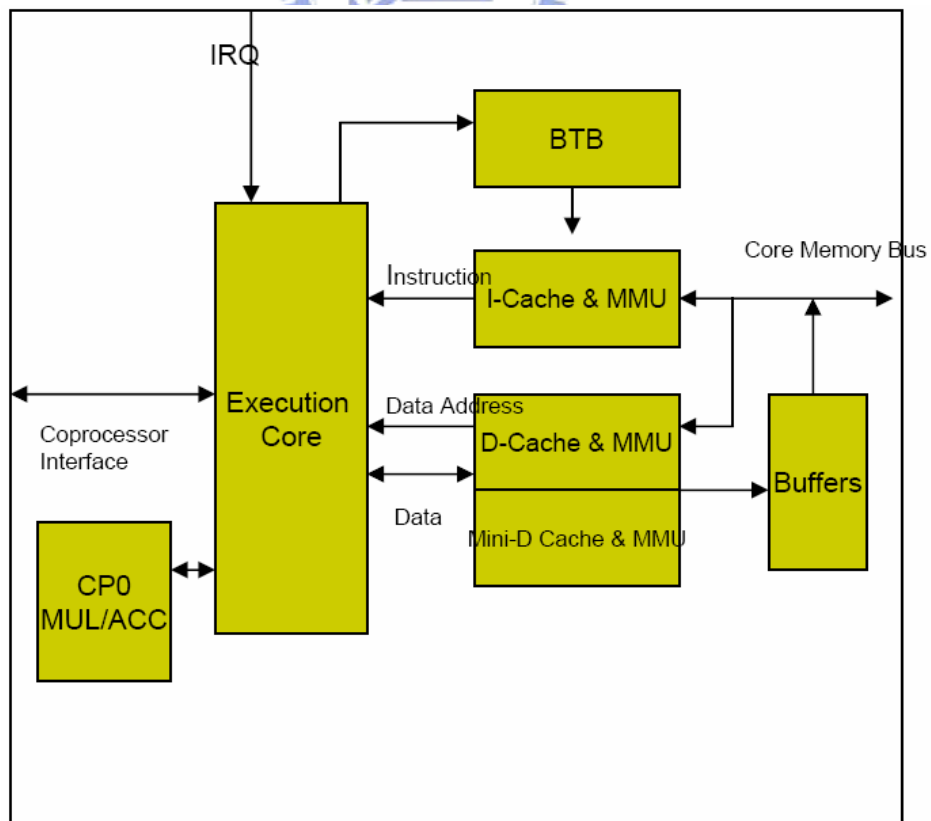 IRQ
BTB
Core Memory Bus
Instruction
I-Cache & MMU
Execution
Core
Data Address
D-Cache & MMU
Coprocessor
Interface
Buffers
Data
Mini-D Cache & MMU
CP0
MUL/ACC